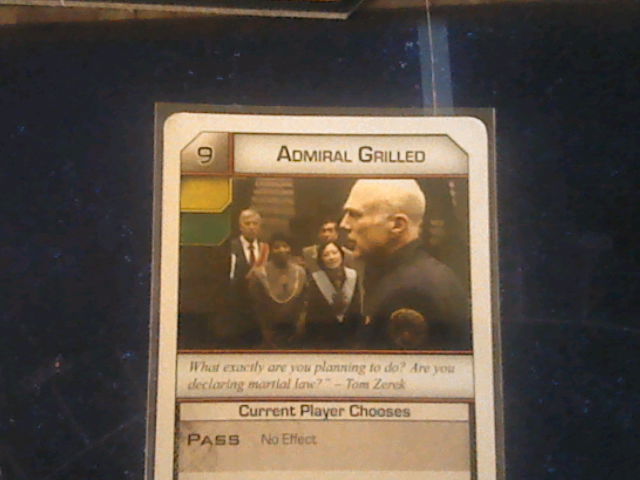 9
ADMIRAL GRILLED
What exactly are you planning to do? Are you
declaring martial law?" – Tom Zerek
Current Player Chooses
PASS No Effect